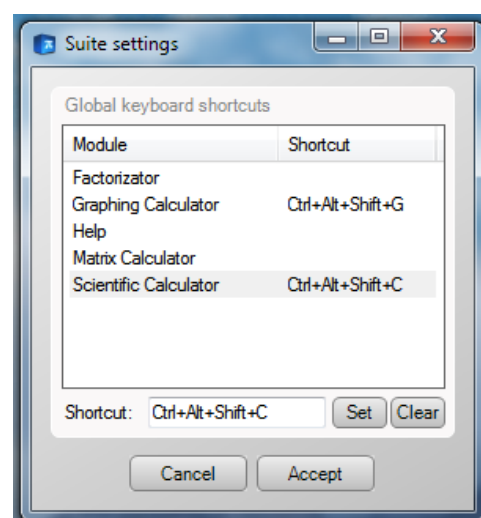 Suite settings
Global keyboard shortcuts
Module Shortcut
Factorizator
Graphing Calculator Ctrl+Alt+Shift+G
Help
Matrix Calculator
Scientific Calculator Ctrl+Alt+Shift+C
Shortcut: Ctrl+Alt+Shift+C Set Clear
Cancel Accept